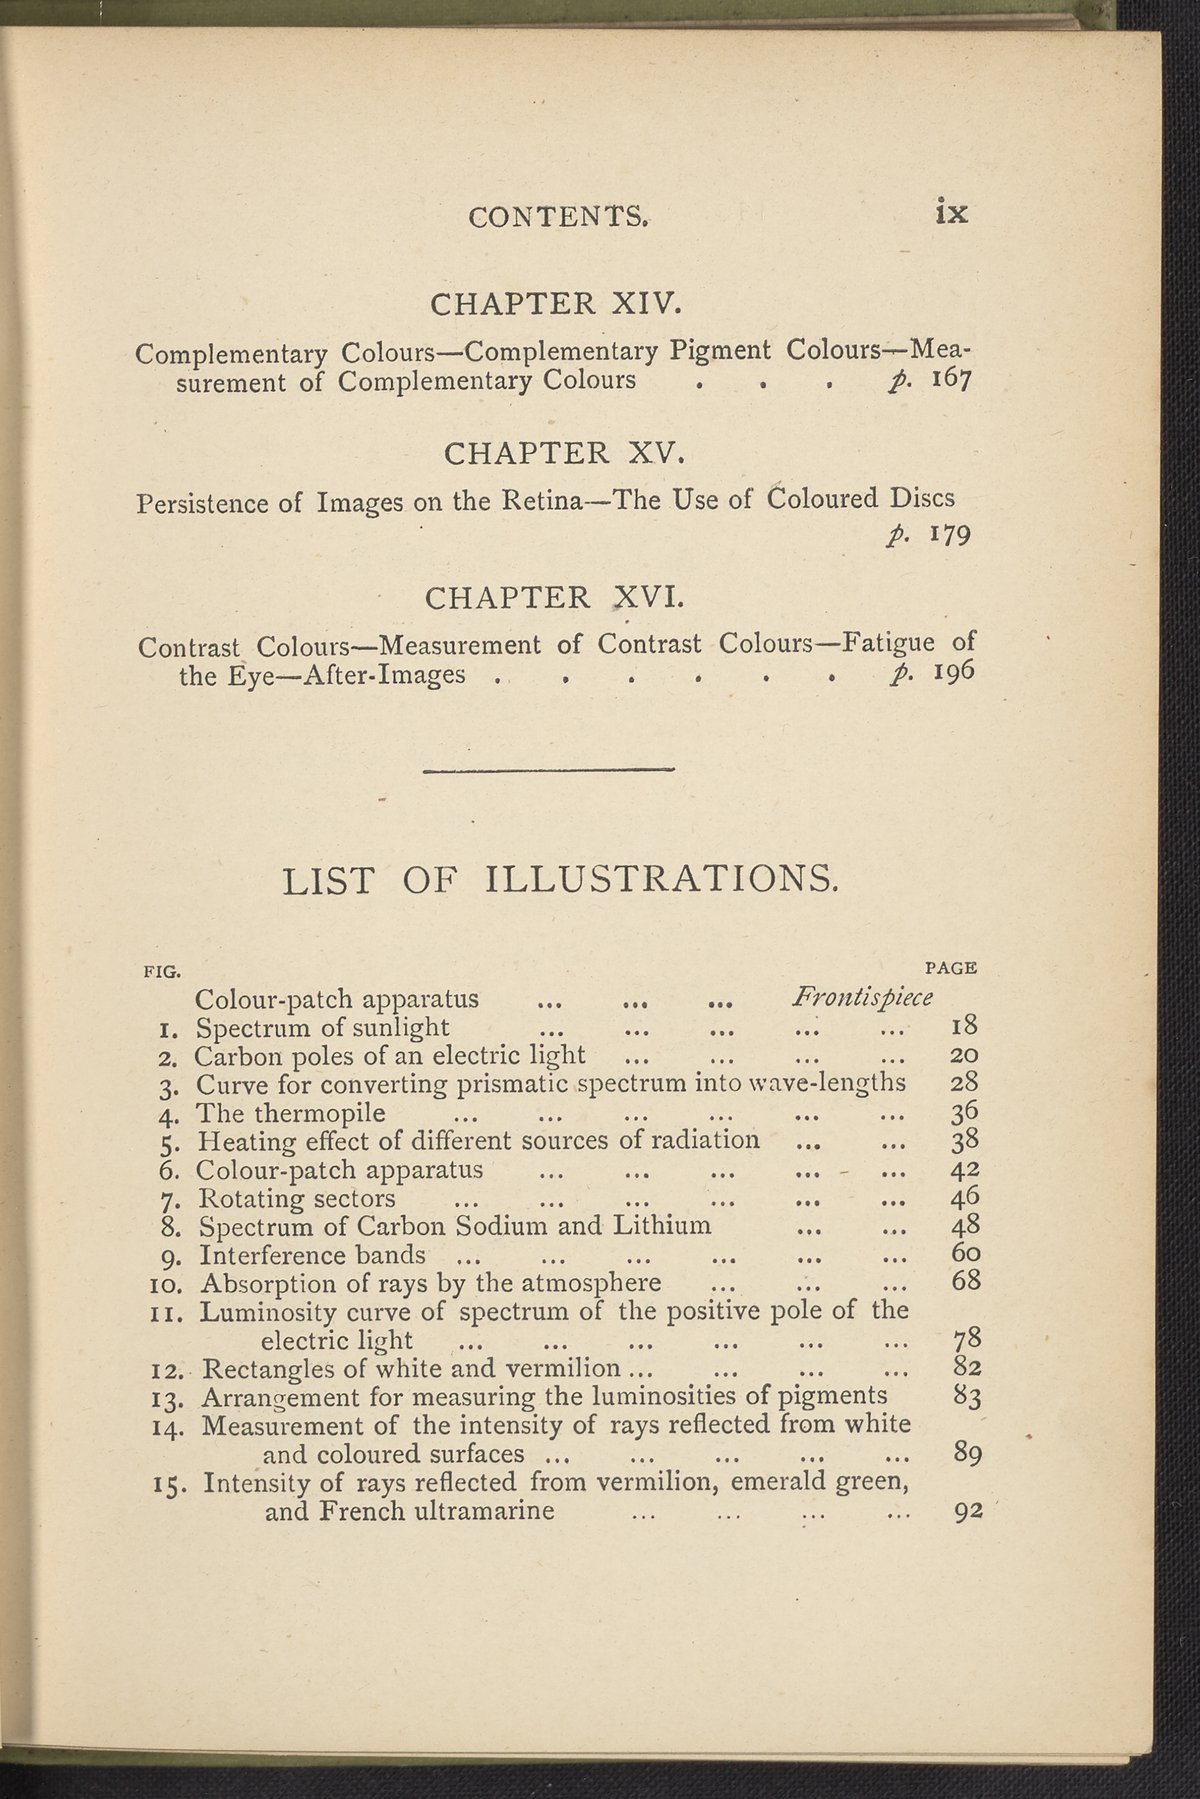 CONTENTS. ix
CHAPTER XIV.
Complementary Colours—Complementary Pigment Colours—Mea-
surement of Complementary Colours . . . p. 167
CHAPTER XV.
Persistence of Images on the Retina—The Use of Coloured Discs
p. 179
CHAPTER XVI.
Contrast Colours—Measurement of Contrast Colours—Fatigue of
the Eye—After-Images . . . . . . p. 196
LIST OF ILLUSTRATIONS.
FIG. PAGE
Colour-patch apparatus ... ... ... Frontispiece
1. Spectrum of sunlight ... ... ... ... ... 18
2. Carbon poles of an electric light ... ... ... ... 20
3. Curve for converting prismatic spectrum into wave-lengths 28
4. The thermopile ... ... ... ... ... ... 36
5. Heating effect of different sources of radiation ... ... 38
6. Colour-patch apparatus ... ... ... ... ... 42
7. Rotating sectors ... ... ... ... ... ... 46
8. Spectrum of Carbon Sodium and Lithium ... ... 48
9. Interference bands ... ... ... ... ... ... 60
10. Absorption of rays by the atmosphere ... ... ... 68
11. Luminosity curve of spectrum of the positive pole of the
electric light ... ... ... ... ... ... 78
12. Rectangles of white and vermilion ... ... ... ... 82
13. Arrangement for measuring the luminosities of pigments 83
14. Measurement of the intensity of rays reflected from white
and coloured surfaces ... ... ... ... ... 89
15. Intensity of rays reflected from vermilion, emerald green,
and French ultramarine ... ... ... ... 92